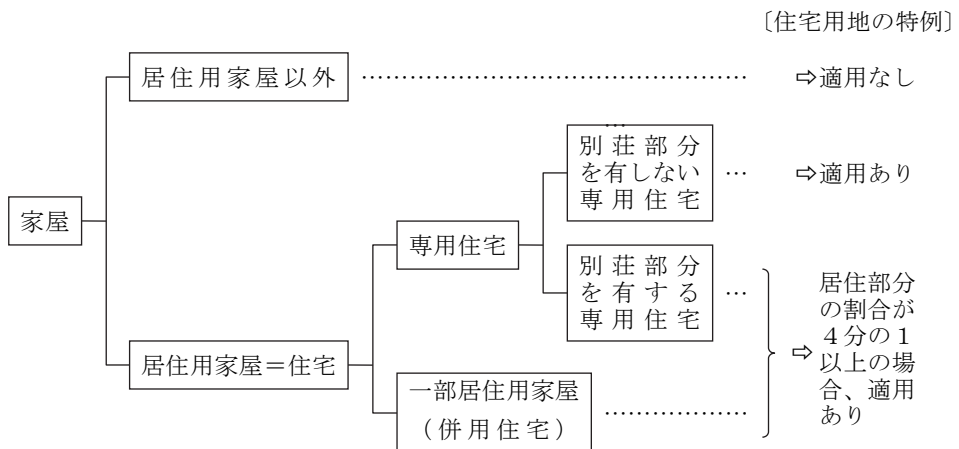 〔住宅用地の特例〕
居住用家屋以外 ………………………………… ⇨適用なし
…
別荘部分
を有しない
専用住宅
… ⇨適用あり
家屋
専用住宅
別荘部分
を有する
専用住宅
…
居住部分
の割合が
4分の1
以上の場
合、適用
あり
⇨
居住用家屋＝住宅
一部居住用家屋
（併用住宅）
………………